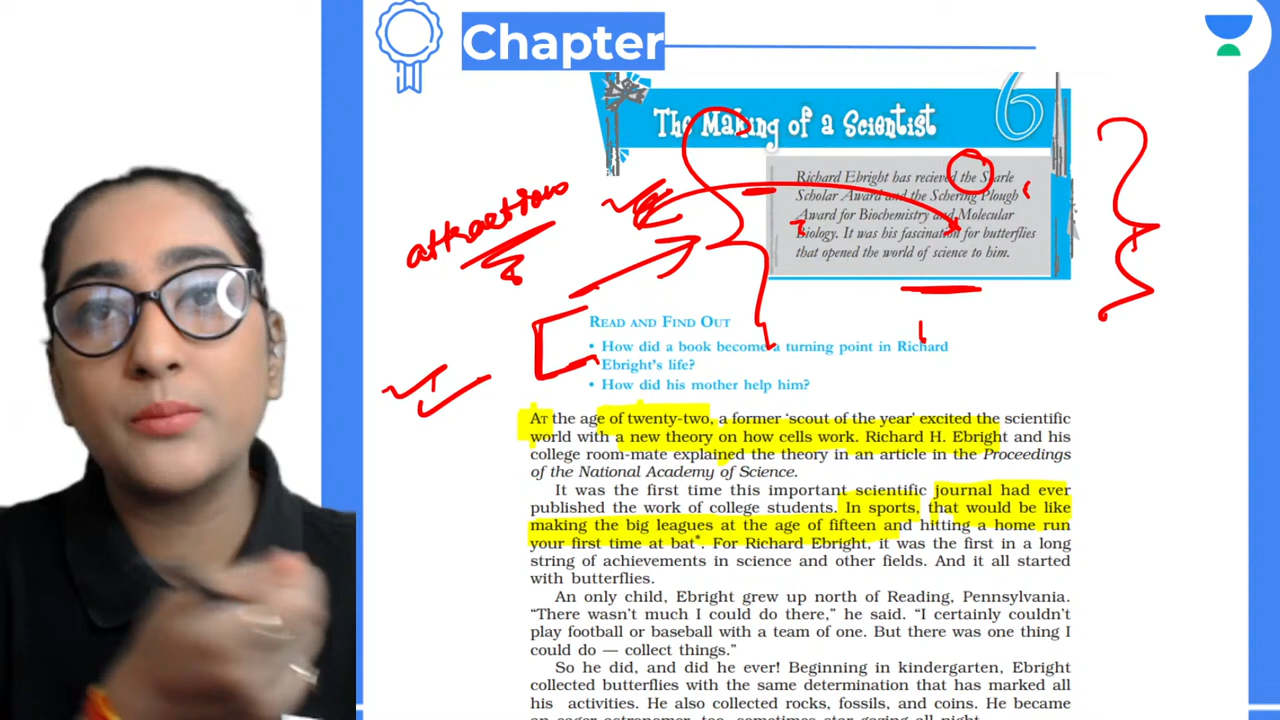 Chapter
6
The Making of a Scientist
Richard Ebright has recieved the Searle
Scholar Award and the Schering Plough
Award for Biochemistry and Molecular
Biology. It was his fascination for butterflies
that opened the world of science to him.
attraction
READ AND FIND OUT
• How did a book become a turning point in Richard
Ebright's life?
• How did his mother help him?
AT the age of twenty-two, a former ‘scout of the year’ excited the scientific
world with a new theory on how cells work. Richard H. Ebright and his
college room-mate explained the theory in an article in the Proceedings
of the National Academy of Science.
It was the first time this important scientific journal had ever
published the work of college students. In sports, that would be like
making the big leagues at the age of fifteen and hitting a home run
your first time at bat*. For Richard Ebright, it was the first in a long
string of achievements in science and other fields. And it all started
with butterflies.
An only child, Ebright grew up north of Reading, Pennsylvania.
“There wasn’t much I could do there,” he said. “I certainly couldn’t
play football or baseball with a team of one. But there was one thing I
could do — collect things.”
So he did, and did he ever! Beginning in kindergarten, Ebright
collected butterflies with the same determination that has marked all
his activities. He also collected rocks, fossils, and coins. He became
an eager astronomer, too, sometimes star-gazing all night.